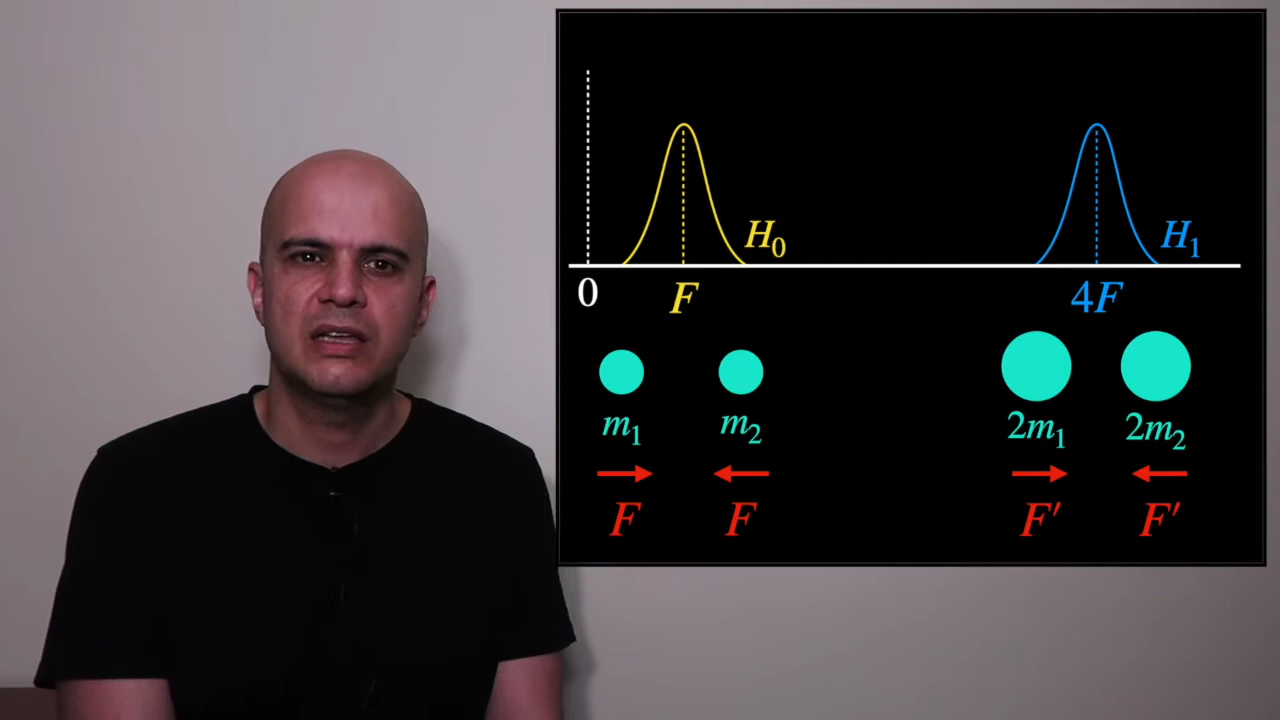 H₀ H₁
0 F 4F
m₁ m₂ 2m₁ 2m₂
F F F′ F′